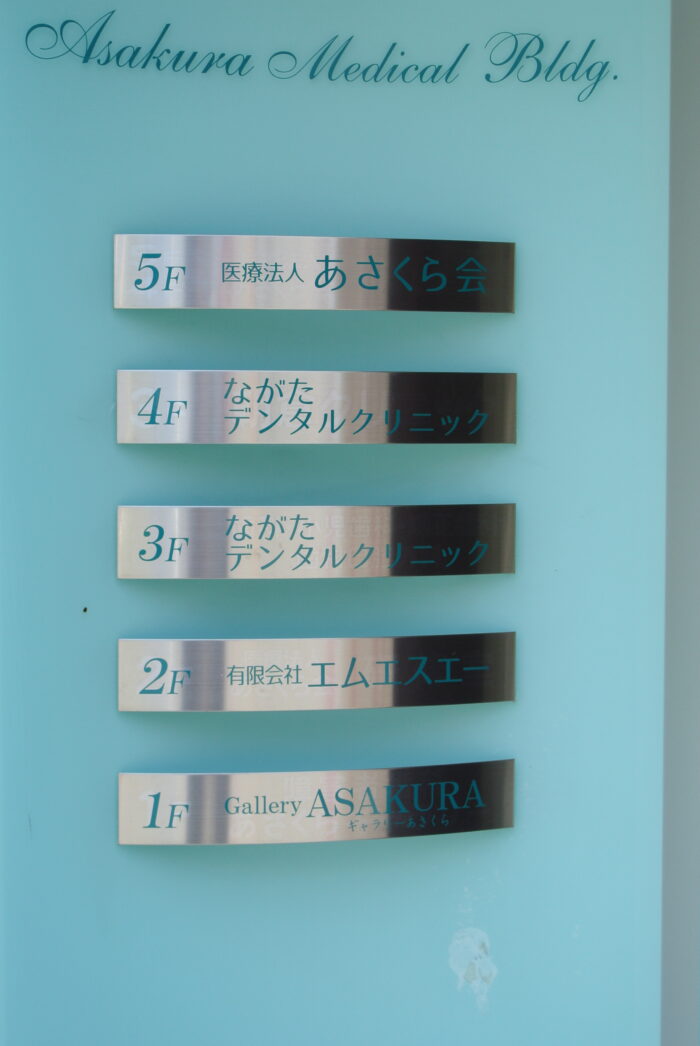 Asakura Medical Bldg.
5F 医療法人 あさくら会
4F ながた
デンタルクリニック
3F ながた
デンタルクリニック
2F 有限会社 エムエスエー
1F Gallery ASAKURA
ギャラリーあさくら